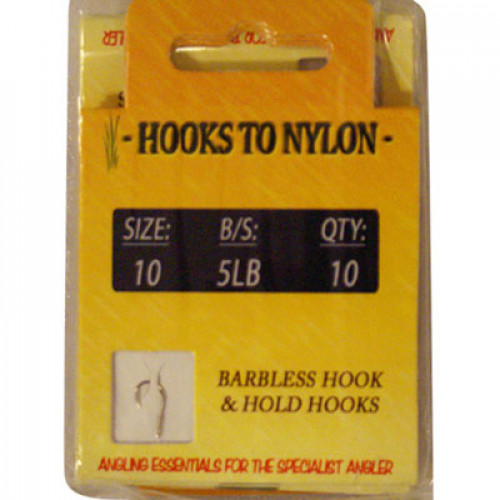 - HOOKS TO NYLON -
SIZE: B/S: QTY:
10 5LB 10
BARBLESS HOOK
& HOLD HOOKS
ANGLING ESSENTIALS FOR THE SPECIALIST ANGLER